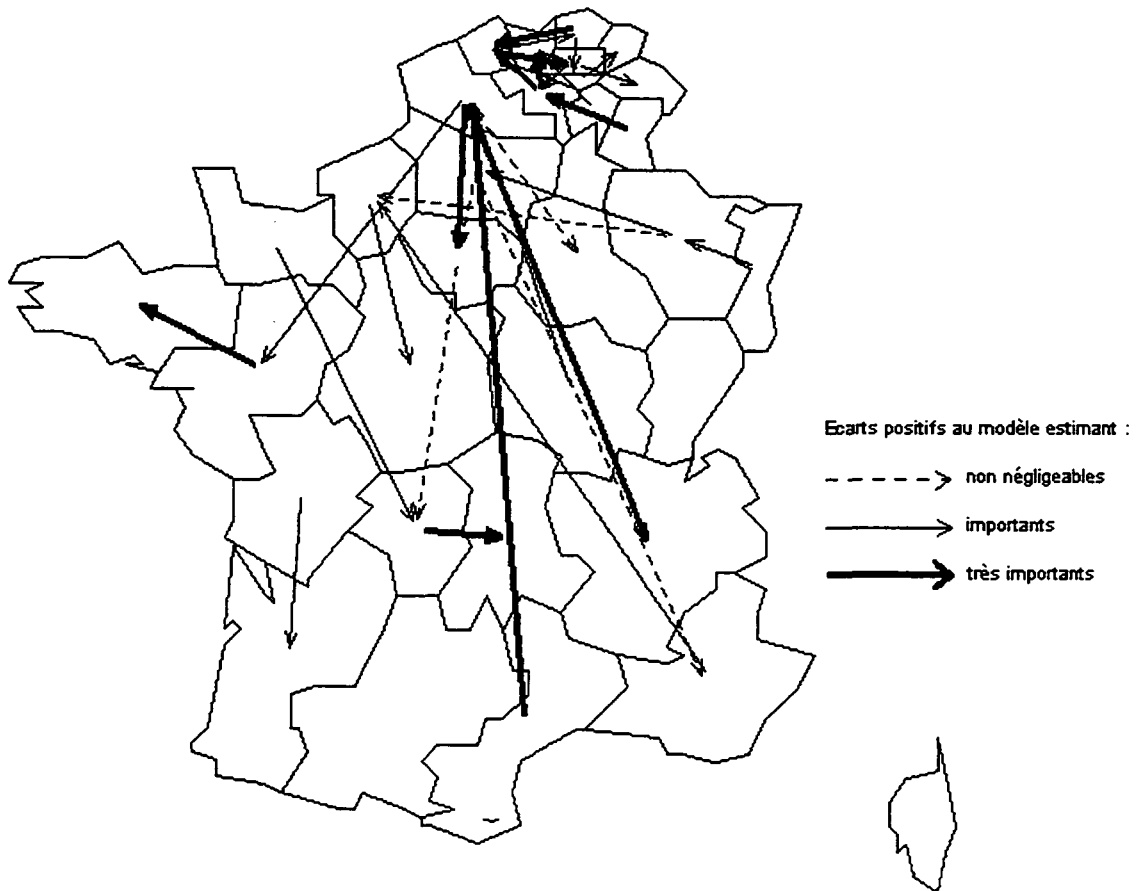 Ecarts positifs au modèle estimant :
non négligeables
importants
très importants